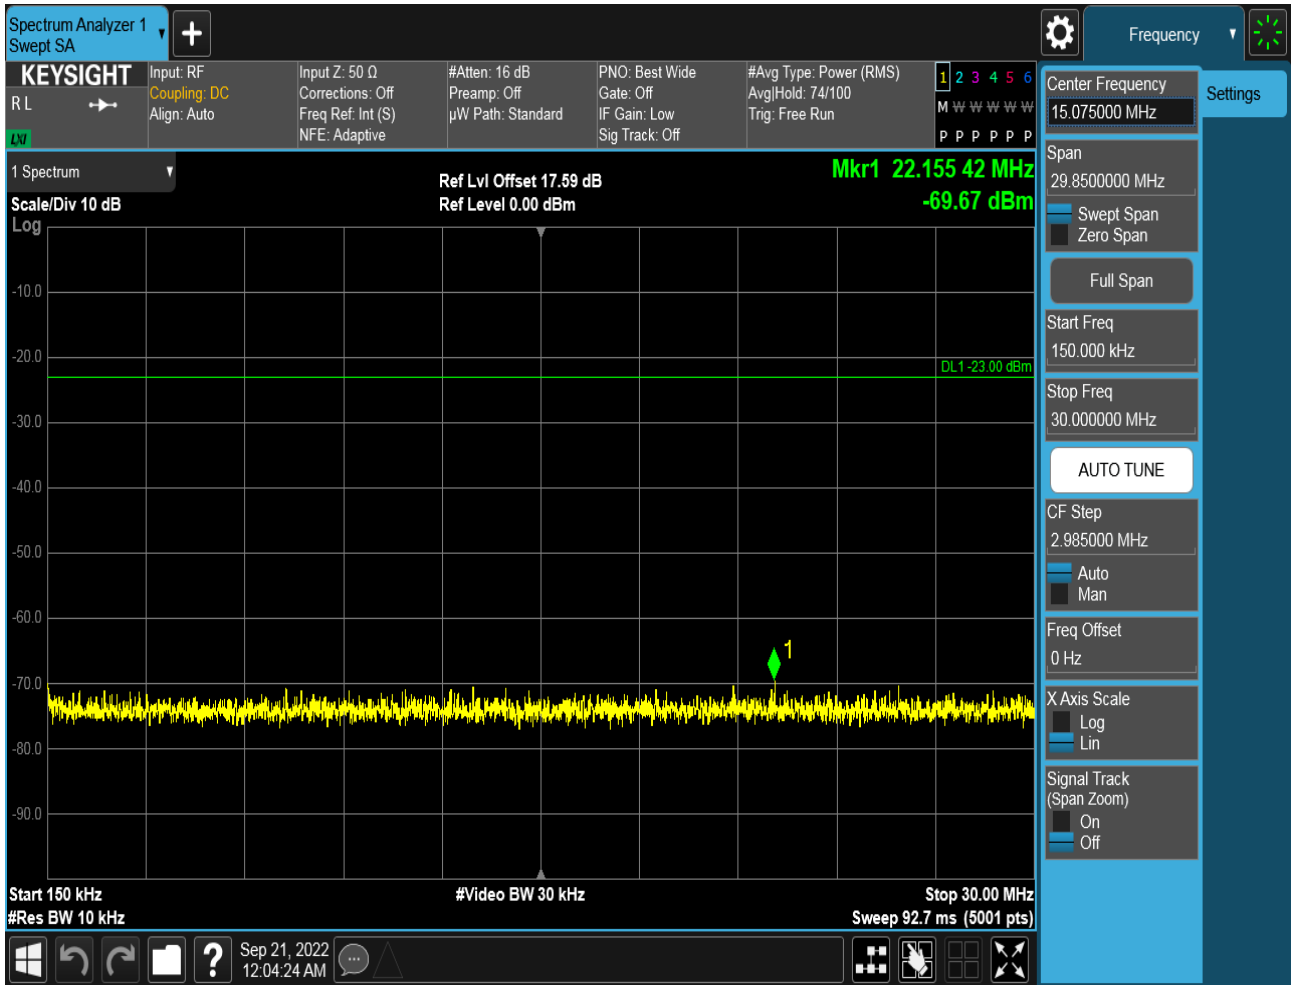 Spectrum Analyzer 1
Swept SA
Frequency
KEYSIGHT
R L
LXI
Input: RF
Coupling: DC
Align: Auto
Input Z: 50 Ω
Corrections: Off
Freq Ref: Int (S)
NFE: Adaptive
#Atten: 16 dB
Preamp: Off
µW Path: Standard
PNO: Best Wide
Gate: Off
IF Gain: Low
Sig Track: Off
#Avg Type: Power (RMS)
Avg|Hold: 74/100
Trig: Free Run
1 2 3 4 5 6
M W W W W W
P P P P P P
1 Spectrum
Scale/Div 10 dB
Log
Ref Lvl Offset 17.59 dB
Ref Level 0.00 dBm
Mkr1 22.155 42 MHz
-69.67 dBm
-10.0
-20.0
DL1 -23.00 dBm
-30.0
-40.0
-50.0
-60.0
1
-70.0
-80.0
-90.0
Start 150 kHz
#Video BW 30 kHz
Stop 30.00 MHz
#Res BW 10 kHz
Sweep 92.7 ms (5001 pts)
Center Frequency
15.075000 MHz
Settings
Span
29.8500000 MHz
Swept Span
Zero Span
Full Span
Start Freq
150.000 kHz
Stop Freq
30.000000 MHz
AUTO TUNE
CF Step
2.985000 MHz
Auto
Man
Freq Offset
0 Hz
X Axis Scale
Log
Lin
Signal Track
(Span Zoom)
On
Off
?
Sep 21, 2022
12:04:24 AM